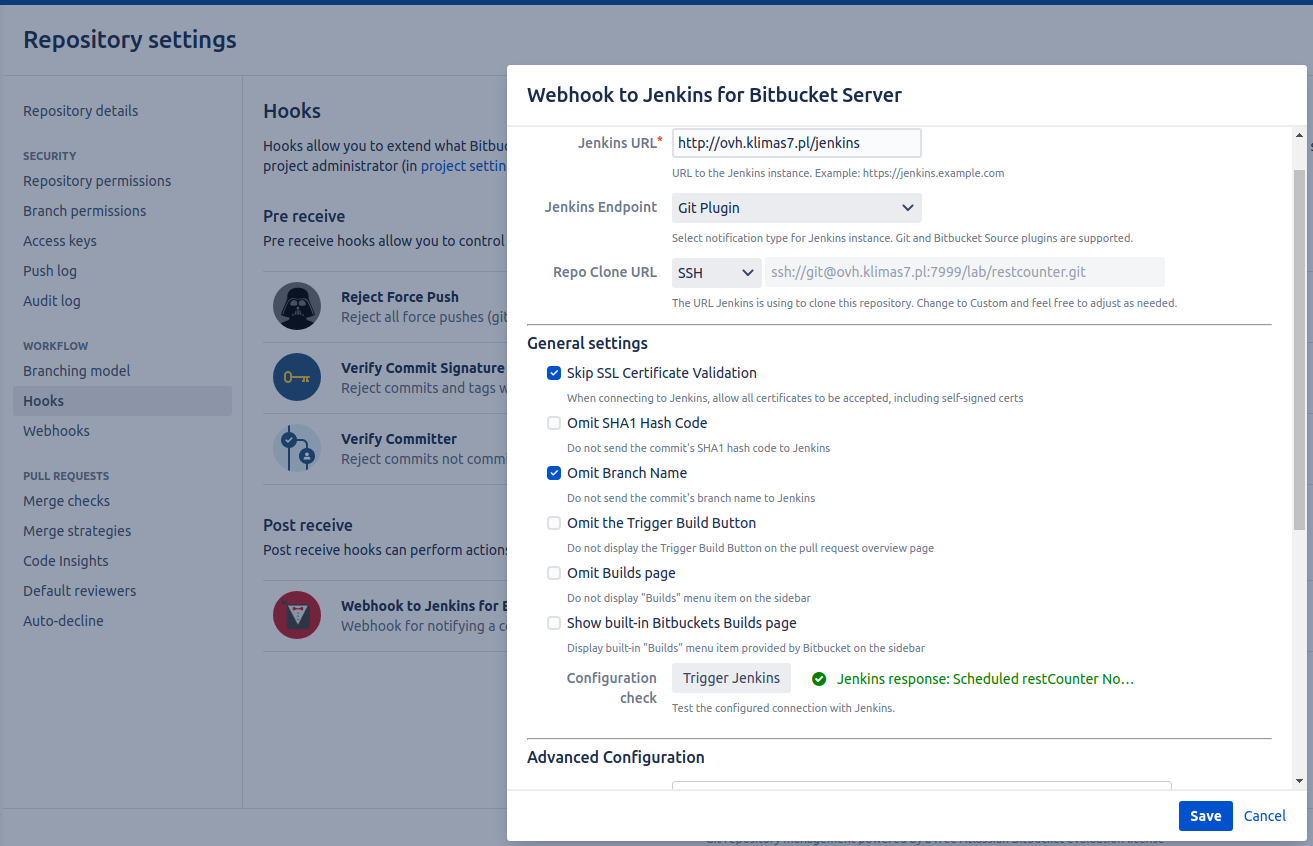 Repository settings
Repository details
SECURITY
Repository permissions
Branch permissions
Access keys
Push log
Audit log
WORKFLOW
Branching model
Hooks
Webhooks
PULL REQUESTS
Merge checks
Merge strategies
Code Insights
Default reviewers
Auto-decline
Hooks
Hooks allow you to extend what
project administrator (in project
Pre receive
Pre receive hooks allow you to control
Reject Force Push
Reject all force pushes
Verify Commit Signature
Reject commits and tags
Verify Committer
Reject commits not
Post receive
Post receive hooks can perform actions
Webhook to Jenkins for
Webhook for notifying a
Webhook to Jenkins for Bitbucket Server
Jenkins URL* http://ovh.klimas7.pl/jenkins
URL to the Jenkins instance. Example: https://jenkins.example.com
Jenkins Endpoint Git Plugin
Select notification type for Jenkins instance. Git and Bitbucket Source plugins are supported.
Repo Clone URL SSH ssh://git@ovh.klimas7.pl:7999/lab/restcounter.git
The URL Jenkins is using to clone this repository. Change to Custom and feel free to adjust as needed.
General settings
Skip SSL Certificate Validation
When connecting to Jenkins, allow all certificates to be accepted, including self-signed certs
Omit SHA1 Hash Code
Do not send the commit's SHA1 hash code to Jenkins
Omit Branch Name
Do not send the commit's branch name to Jenkins
Omit the Trigger Build Button
Do not display the Trigger Build Button on the pull request overview page
Omit Builds page
Do not display "Builds" menu item on the sidebar
Show built-in Bitbuckets Builds page
Display built-in "Builds" menu item provided by Bitbucket on the sidebar
Configuration check Trigger Jenkins Jenkins response: Scheduled restCounter No...
Test the configured connection with Jenkins.
Advanced Configuration
Save Cancel